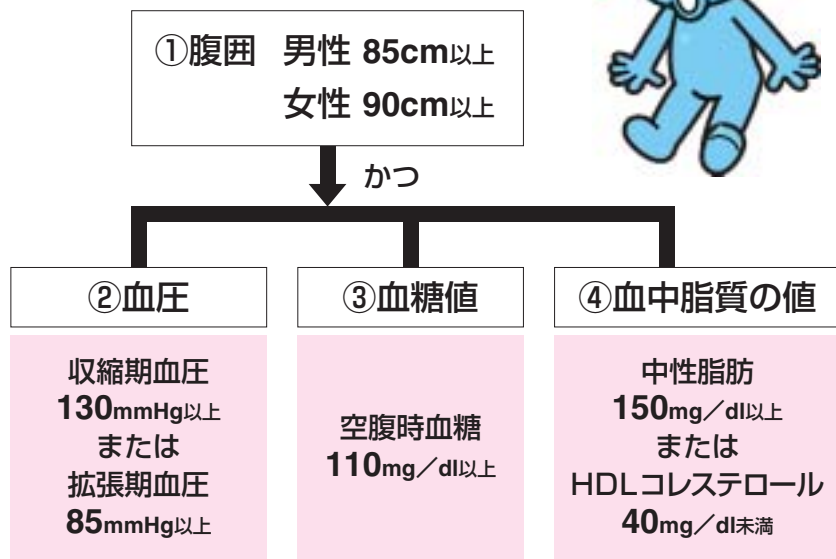 ①腹囲 男性 85cm以上
女性 90cm以上
かつ
②血圧
収縮期血圧
130mmHg以上
または
拡張期血圧
85mmHg以上
③血糖値
空腹時血糖
110mg／dl以上
④血中脂質の値
中性脂肪
150mg／dl以上
または
HDLコレステロール
40mg／dl未満